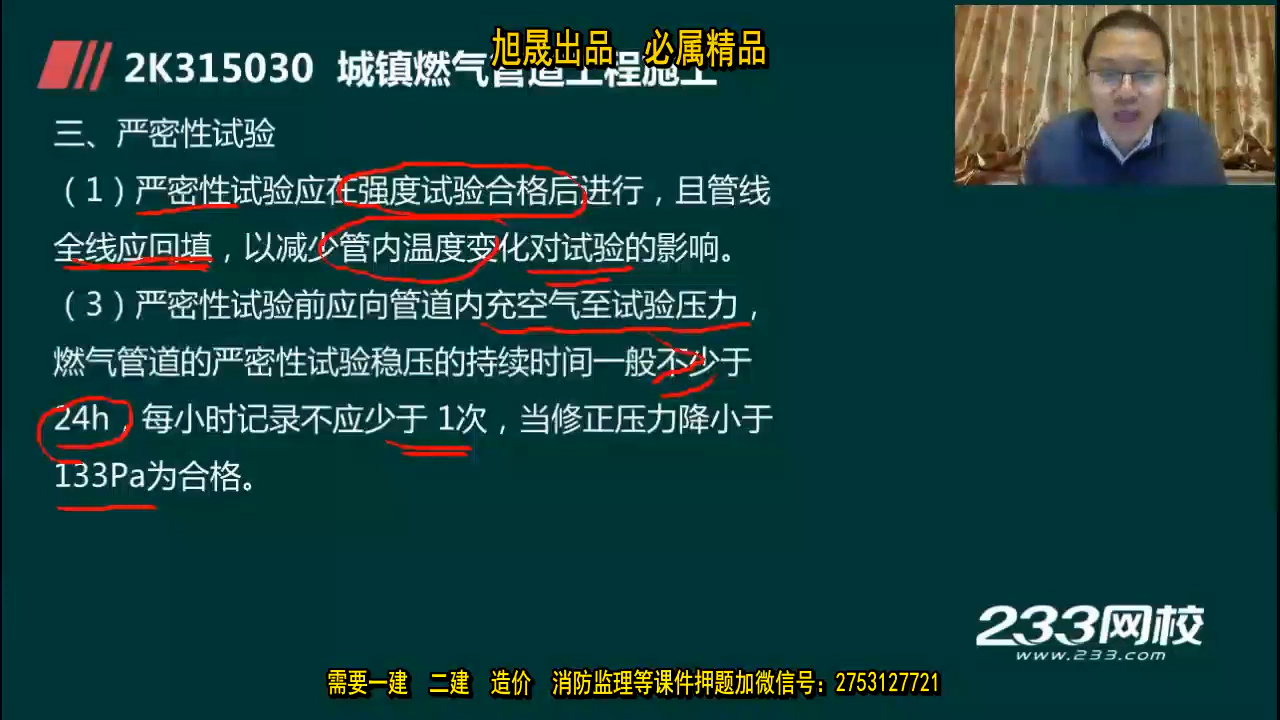 旭晟出品 必属精品
2K315030 城镇燃气管道工程施工
三、严密性试验
（1）严密性试验应在强度试验合格后进行，且管线
全线应回填，以减少管内温度变化对试验的影响。
（3）严密性试验前应向管道内充空气至试验压力，
燃气管道的严密性试验稳压的持续时间一般不少于
24h，每小时记录不应少于 1次，当修正压力降小于
133Pa为合格。
233网校
www.233.com
需要一建 二建 造价 消防监理等课件押题加微信号：2753127721